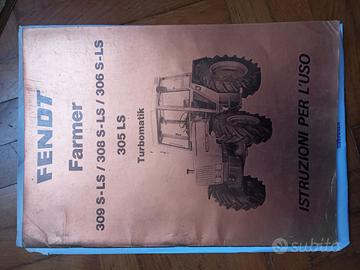 FENDT
Farmer
309 S-LS / 308 S-LS / 306 S-LS
305 LS
Turbomatik
ISTRUZIONI PER L'USO
subito